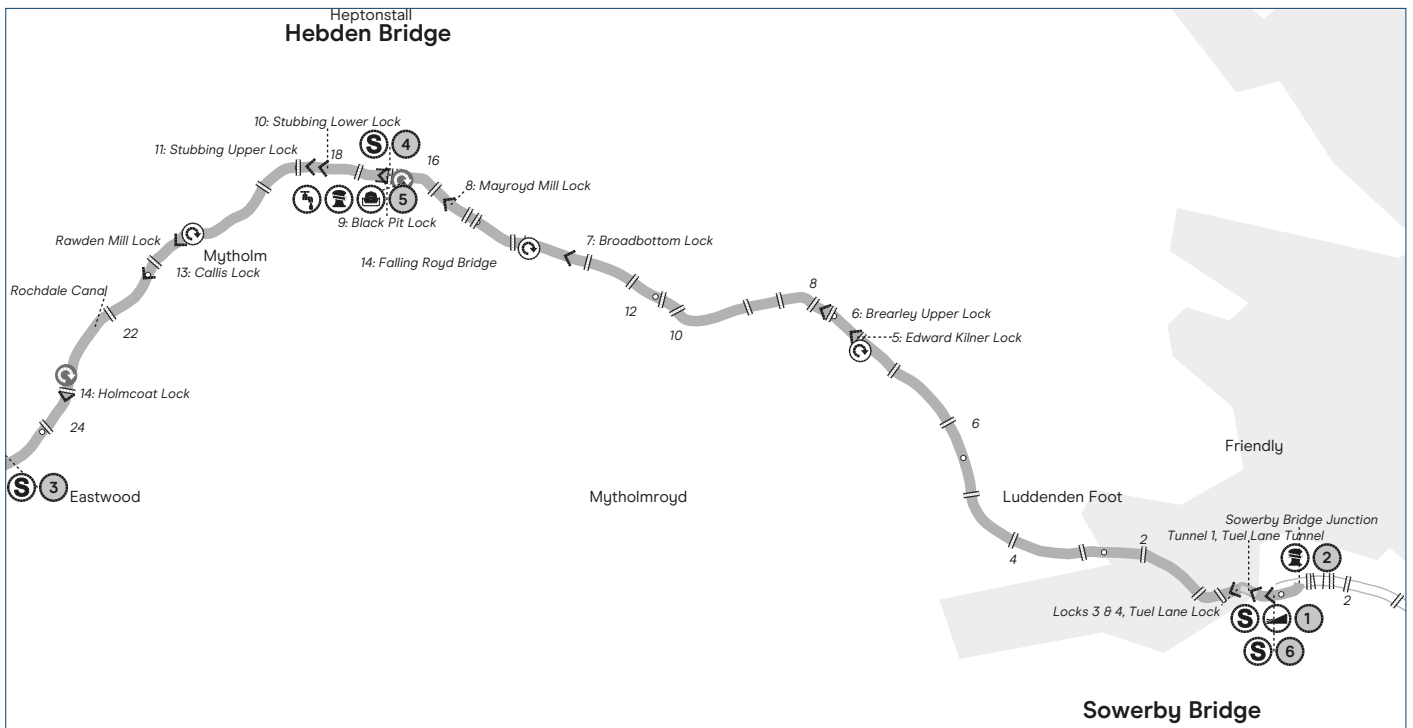 Heptonstall
Hebden Bridge
10: Stubbing Lower Lock
S 4
11: Stubbing Upper Lock
18
16
8: Mayroyd Mill Lock
5
9: Black Pit Lock
Rawden Mill Lock
Mytholm
7: Broadbottom Lock
14: Falling Royd Bridge
13: Callis Lock
Rochdale Canal
8
12
6: Brearley Upper Lock
22
10
5: Edward Kilner Lock
14: Holmcoat Lock
24
6
Friendly
S 3
Eastwood
Mytholmroyd
Luddenden Foot
Sowerby Bridge Junction
Tunnel 1, Tuel Lane Tunnel
2
4
2
2
Locks 3 & 4, Tuel Lane Lock
S 1
S 6
Sowerby Bridge